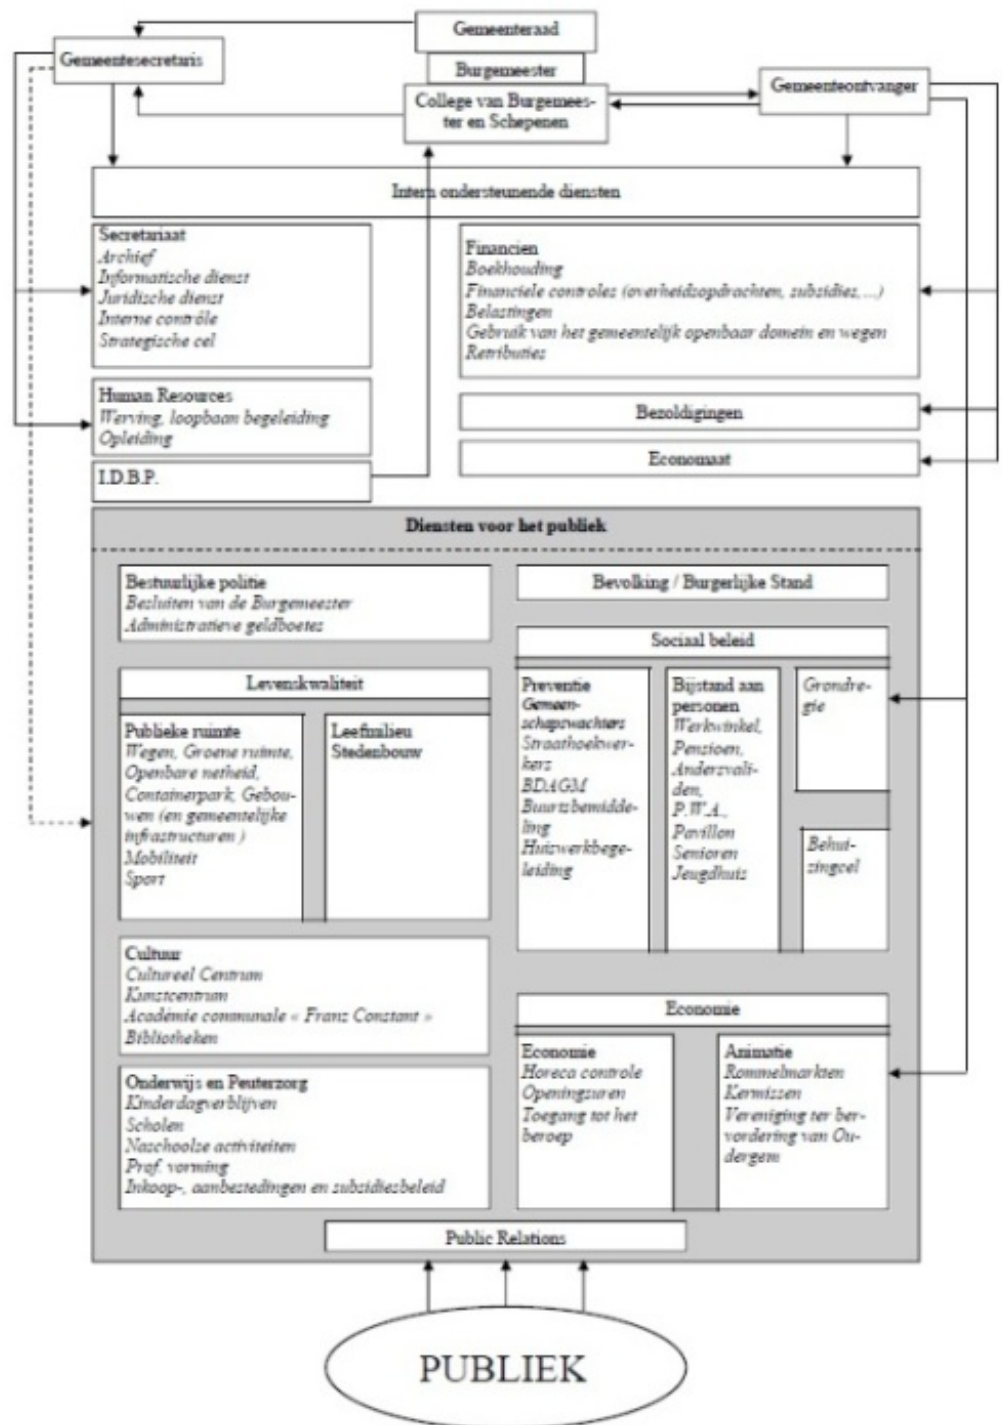 Gemeenteraad
Gemeentesecretaris
Burgemeester
College van Burgemees-
ter en Schepenen
Gemeenteontvanger
Intern ondersteunende diensten
Secretariaat
Archief
Informatische dienst
Juridische dienst
Interne contrôle
Strategische cel
Human Resources
Werving, loopbaan begeleiding
Opleiding
I.D.B.P.
Financien
Boekhouding
Financiele controles (overheidsopdrachten, subsidies,...)
Belastingen
Gebruik van het gemeentelijk openbaar domein en wegen
Retributies
Bezoldigingen
Economaat
Diensten voor het publiek
Bestuurlijke politie
Besluiten van de Burgemeester
Administratieve geldboetes
Levenskwaliteit
Publieke ruimte
Wegen, Groene ruimte,
Openbare netheid,
Containerpark, Gebou-
wen (en gemeentelijke
infrastructuren )
Mobiliteit
Sport
Leefmilieu
Stedenbouw
Cultuur
Cultureel Centrum
Kunstcentrum
Académie communale « Franz Constant »
Bibliotheken
Onderwijs en Peuterzorg
Kinderdagverblijven
Scholen
Naschoolse activiteiten
Prof. vorming
Inkoop-, aanbestedingen en subsidiesbeleid
Bevolking / Burgerlijke Stand
Sociaal beleid
Preventie
Gemeen-
schapswachters
Straathoekwer-
kers
BDAGM
Buurtsbemidde-
ling
Huiswerkbege-
leiding
Bijstand aan
personen
Werkwinkel,
Pensioen,
Andersvali-
den,
P.W.A.,
Pavillon
Senioren
Jeugdhuis
Grondre-
gie
Behui-
zingcel
Economie
Economie
Horeca controle
Openingsuren
Toegang tot het
beroep
Animatie
Rommelmarkten
Kermissen
Vereniging ter ber-
vordering van Ou-
dergem
Public Relations
PUBLIEK